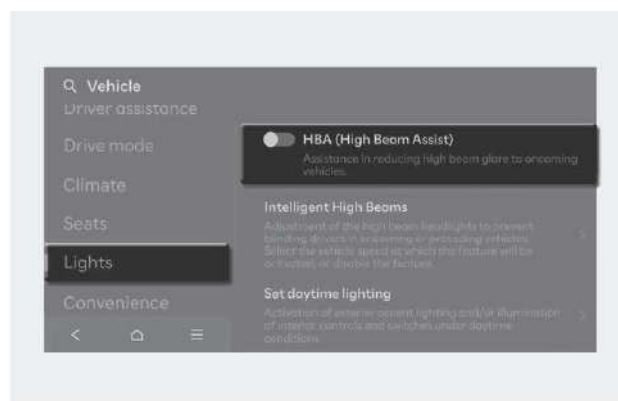 Vehicle
Driver assistance
Drive mode
Climate
Seats
Lights
Convenience
HBA (High Beam Assist)
Assistance in reducing high beam glare to oncoming
vehicles.
Intelligent High Beams
Adjustment of the high beam headlights to prevent
blinding drivers in oncoming or preceding vehicles.
Select the vehicle speed at which the feature will be
activated, or disable the feature.
Set daytime lighting
Activation of exterior accent lighting and/or illumination
of interior controls and switches under daytime
conditions.